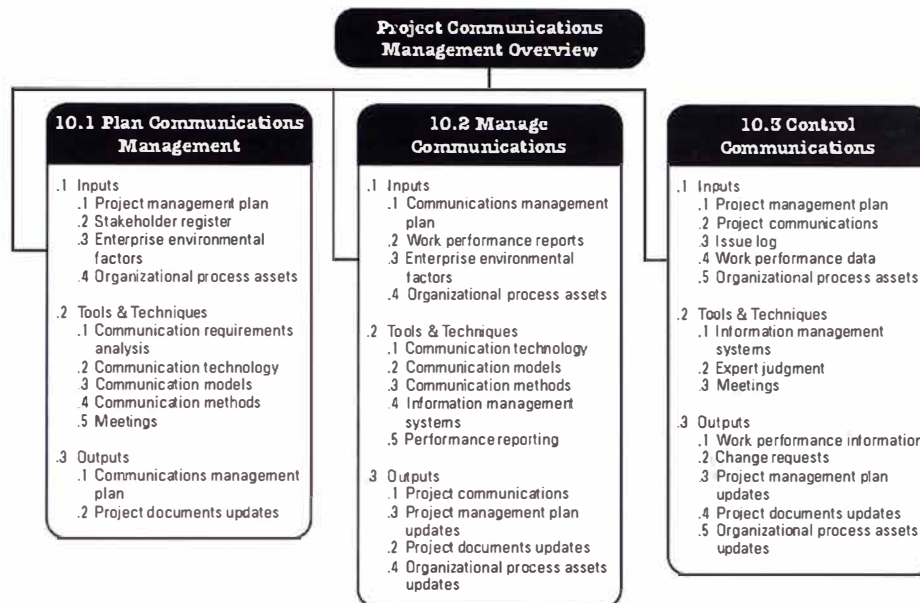 Project Communications
Management Overview
10.1 Plan Communications
Management
.1 Inputs
.1 Project management plan
.2 Stakeholder register
.3 Enterprise environmental
factors
.4 Organizational process assets
.2 Tools & Techniques
.1 Communication requirements
analysis
.2 Communication technology
.3 Communication models
.4 Communication methods
.5 Meetings
.3 Outputs
.1 Communications management
plan
.2 Project documents updates
10.2 Manage
Communications
.1 Inputs
.1 Communications management
plan
.2 Work performance reports
.3 Enterprise environmental
factors
.4 Organizational process assets
.2 Tools & Techniques
.1 Communication technology
.2 Communication models
.3 Communication methods
.4 Information management
systems
.5 Performance reporting
.3 Outputs
.1 Project communications
.3 Project management plan
updates
.2 Project documents updates
.4 Organizational process assets
updates
10.3 Control
Communications
.1 Inputs
.1 Project management plan
.2 Project communications
.3 Issue log
.4 Work performance data
.5 Organizational process assets
.2 Tools & Techniques
.1 Information management
systems
.2 Expert judgment
.3 Meetings
.3 Outputs
.1 Work performance information
.2 Change requests
.3 Project management plan
updates
.4 Project documents updates
.5 Organizational process assets
updates